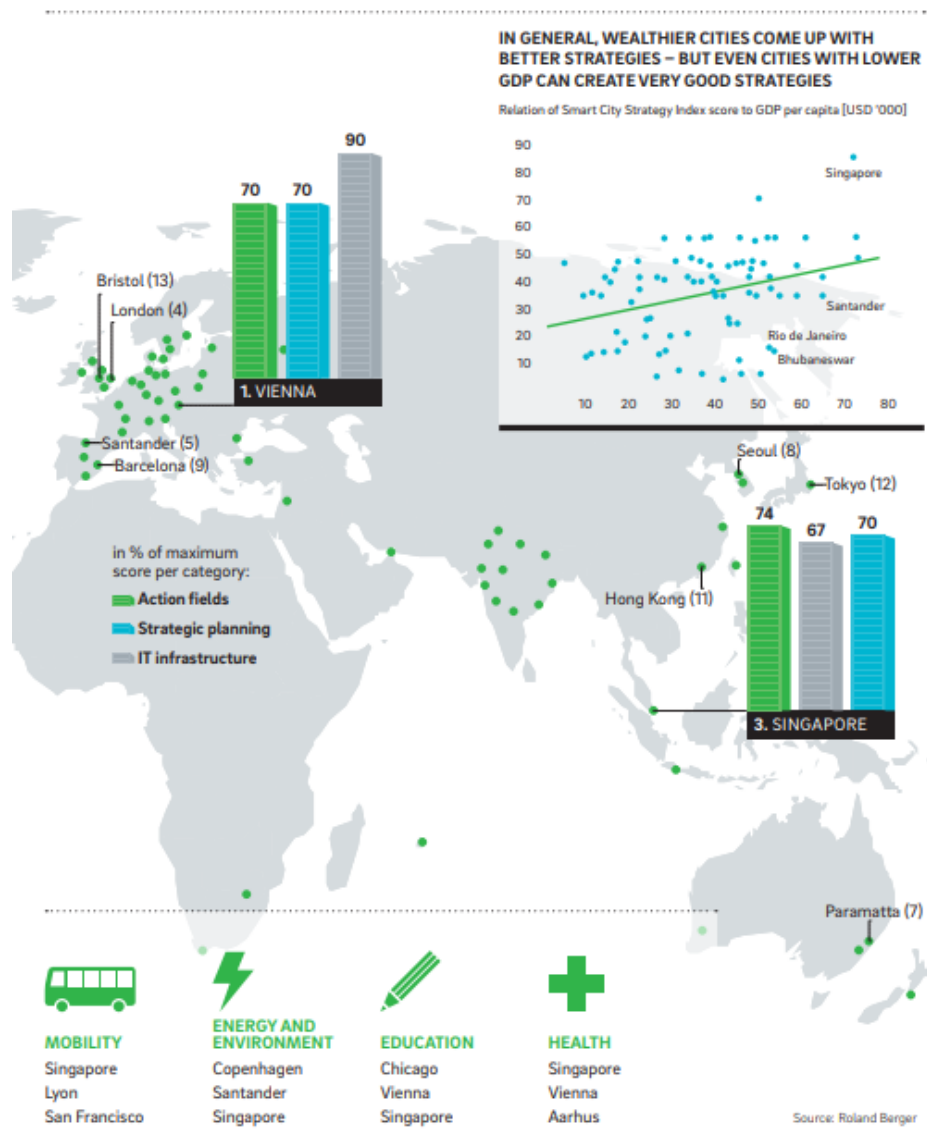 IN GENERAL, WEALTHIER CITIES COME UP WITH
BETTER STRATEGIES – BUT EVEN CITIES WITH LOWER
GDP CAN CREATE VERY GOOD STRATEGIES
Relation of Smart City Strategy Index score to GDP per capita [USD '000]
90
80
70
60
50
40
30
20
10
Singapore
Santander
Rio de Janeiro
Bhubaneswar
10 20 30 40 50 60 70 80
70 70 90
1. VIENNA
Bristol (13)
London (4)
Santander (5)
Barcelona (9)
Seoul (8)
Tokyo (12)
Hong Kong (11)
74 67 70
3. SINGAPORE
in % of maximum
score per category:
Action fields
Strategic planning
IT infrastructure
Paramatta (7)
MOBILITY
Singapore
Lyon
San Francisco
ENERGY AND
ENVIRONMENT
Copenhagen
Santander
Singapore
EDUCATION
Chicago
Vienna
Singapore
HEALTH
Singapore
Vienna
Aarhus
Source: Roland Berger